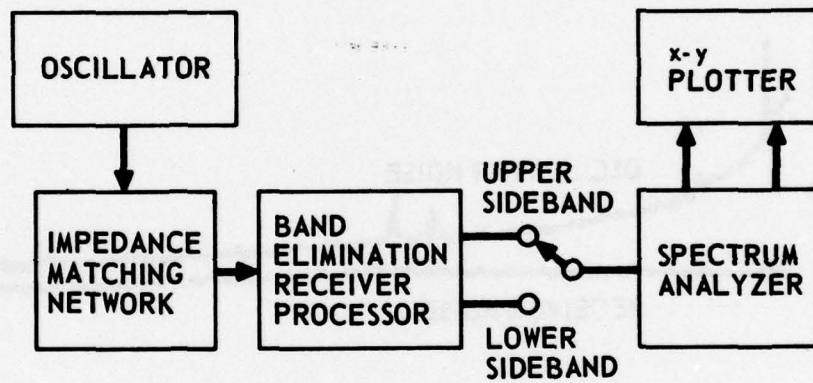 OSCILLATOR
x-y
PLOTTER
UPPER
SIDEBAND
IMPEDANCE
MATCHING
NETWORK
BAND
ELIMINATION
RECEIVER
PROCESSOR
SPECTRUM
ANALYZER
LOWER
SIDEBAND